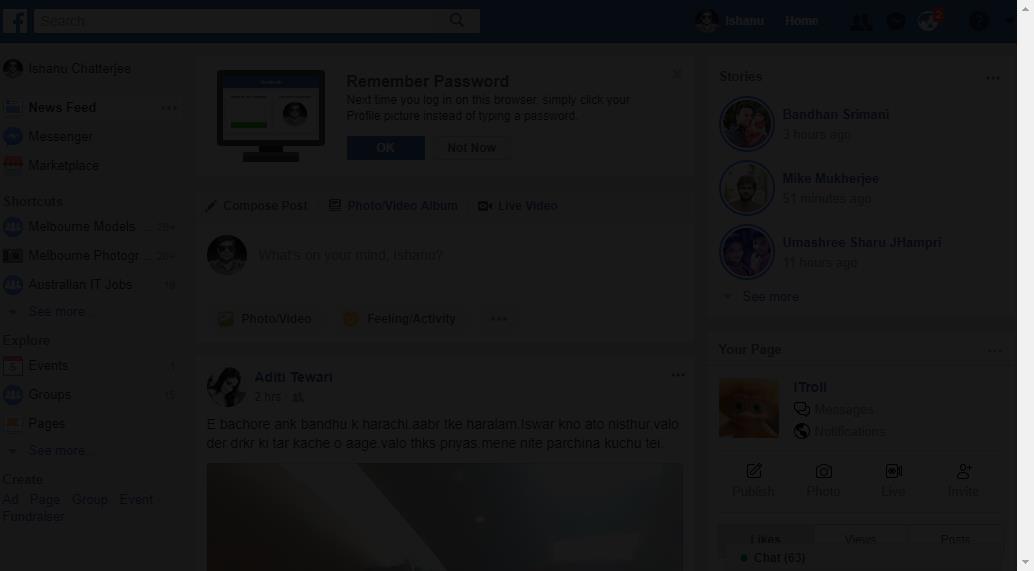 Search
Ishanu
Home
2
Ishanu Chatterjee
News Feed
Messenger
Marketplace
Shortcuts
Melbourne Models ... 20+
Melbourne Photogr ... 20+
Australian IT Jobs
See more...
Explore
Events 1
Groups 15
Pages
See more...
Create
Ad Page Group Event
Fundraiser
Remember Password
Next time you log in on this browser, simply click your
Profile picture instead of typing a password.
OK Not Now
Compose Post Photo/Video Album Live Video
What's on your mind, Ishanu?
Photo/Video Feeling/Activity
Aditi Tewari
2 hrs
E bachore ank bandhu k harachi.aabr tke haralam.Iswar kno ato nisthur.valo
der drkr ki tar kache o aage.valo thks priyas.mene nite parchina kuchu tei.
Stories
Bandhan Srimani
3 hours ago
Mike Mukherjee
51 minutes ago
Umashree Sharu JHampri
11 hours ago
See more
Your Page
iTroll
Messages
Notifications
Publish Photo Live Invite
Likes Views Posts
Chat (63)